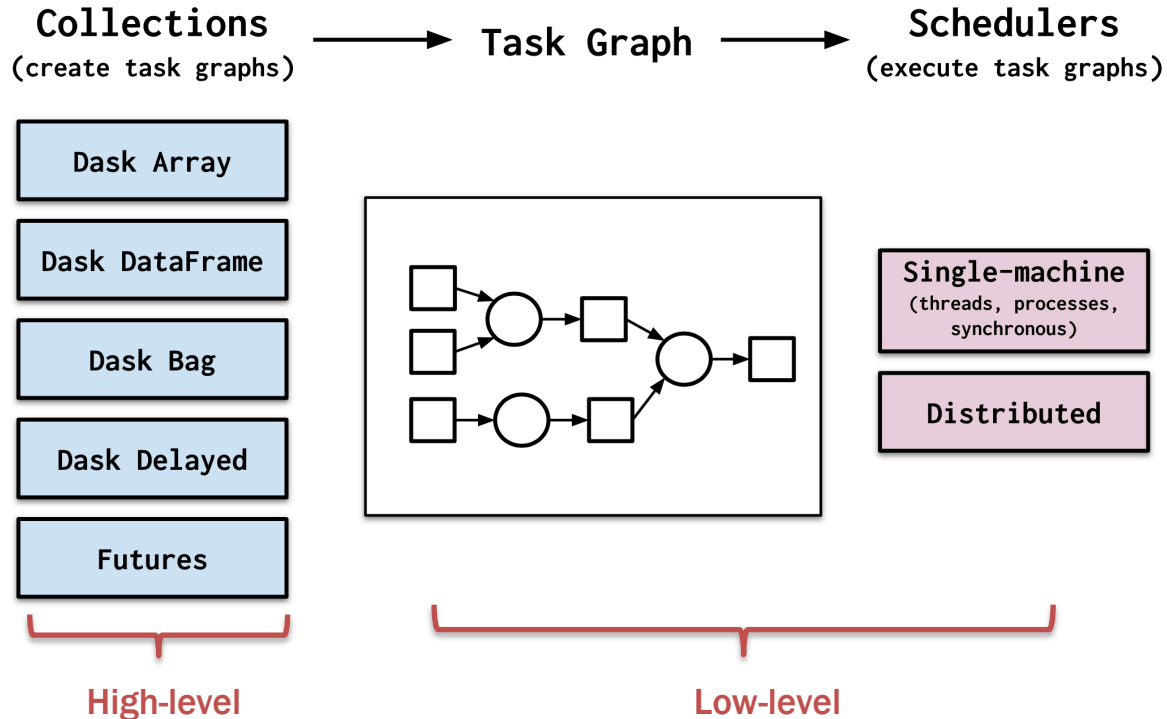 Collections
(create task graphs)
Task Graph
Schedulers
(execute task graphs)
Dask Array
Dask DataFrame
Dask Bag
Dask Delayed
Futures
Single-machine
(threads, processes,
synchronous)
Distributed
High-level
Low-level